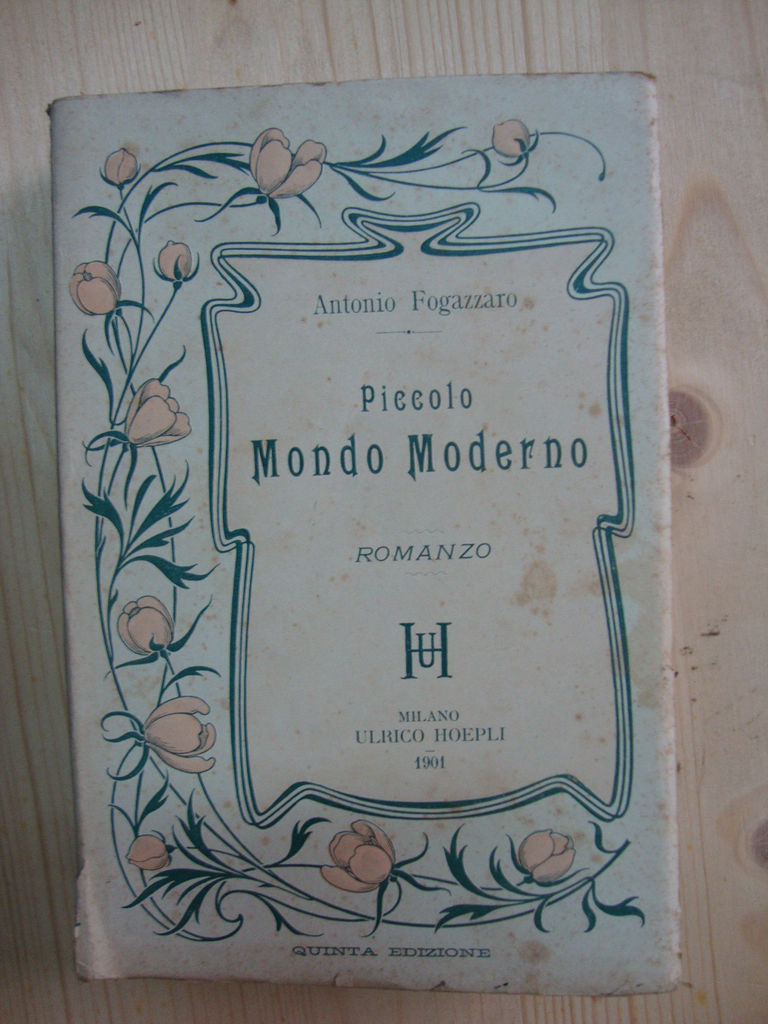 Antonio Fogazzaro
Piccolo
Mondo Moderno
ROMANZO
HU
MILANO
ULRICO HOEPLI
1901
QUINTA EDIZIONE